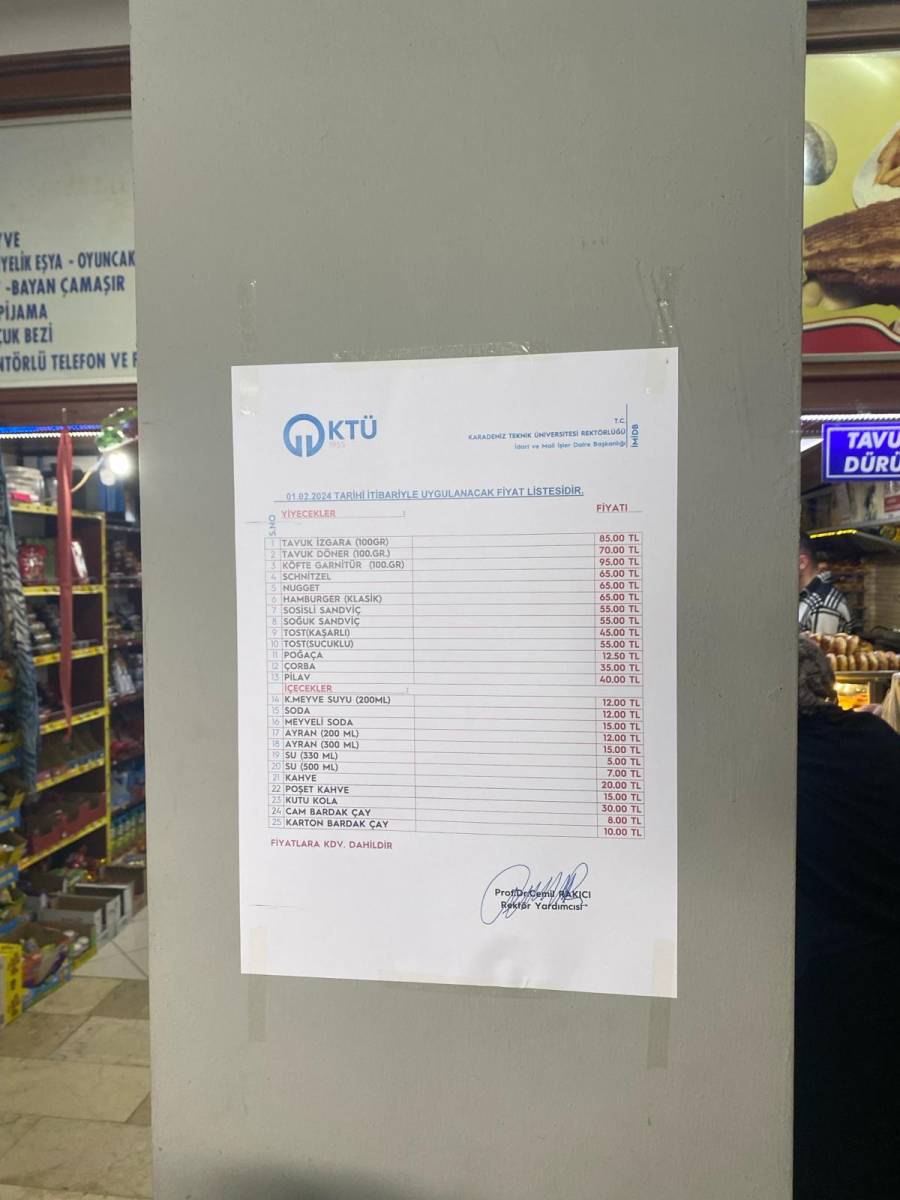 VE
YELİK EŞYA - OYUNCAK
-BAYAN ÇAMAŞIR
PİJAMA
UK BEZİ
NTÖRLÜ TELEFON VE
KTÜ
1955
T.C.
KARADENİZ TEKNİK ÜNİVERSİTESİ REKTÖRLÜĞÜ
İdari ve Mali İşler Daire Başkanlığı
İMİDB
01.02.2024 TARİHİ İTİBARİYLE UYGULANACAK FİYAT LİSTESİDİR.
S.NO YİYECEKLER : FİYATI
1 TAVUK IZGARA (100GR) 85.00 TL
2 TAVUK DÖNER (100.GR.) 70.00 TL
3 KÖFTE GARNİTÜR (100.GR) 95.00 TL
4 SCHNİTZEL 65.00 TL
5 NUGGET 65.00 TL
6 HAMBURGER (KLASİK) 65.00 TL
7 SOSİSLİ SANDVİÇ 55.00 TL
8 SOĞUK SANDVİÇ 55.00 TL
9 TOST(KAŞARLI) 45.00 TL
10 TOST(SUCUKLU) 55.00 TL
11 POĞAÇA 12.50 TL
12 ÇORBA 35.00 TL
13 PİLAV 40.00 TL
İÇECEKLER :
14 K.MEYVE SUYU (200ML) 12.00 TL
15 SODA 12.00 TL
16 MEYVELİ SODA 15.00 TL
17 AYRAN (200 ML) 12.00 TL
18 AYRAN (300 ML) 15.00 TL
19 SU (330 ML) 5.00 TL
20 SU (500 ML) 7.00 TL
21 KAHVE 20.00 TL
22 POŞET KAHVE 15.00 TL
23 KUTU KOLA 30.00 TL
24 CAM BARDAK ÇAY 8.00 TL
25 KARTON BARDAK ÇAY 10.00 TL
FİYATLARA KDV. DAHİLDİR
Prof.Dr.Cemil RAKICI
Rektör Yardımcısı
TAVU
DÜRÜ